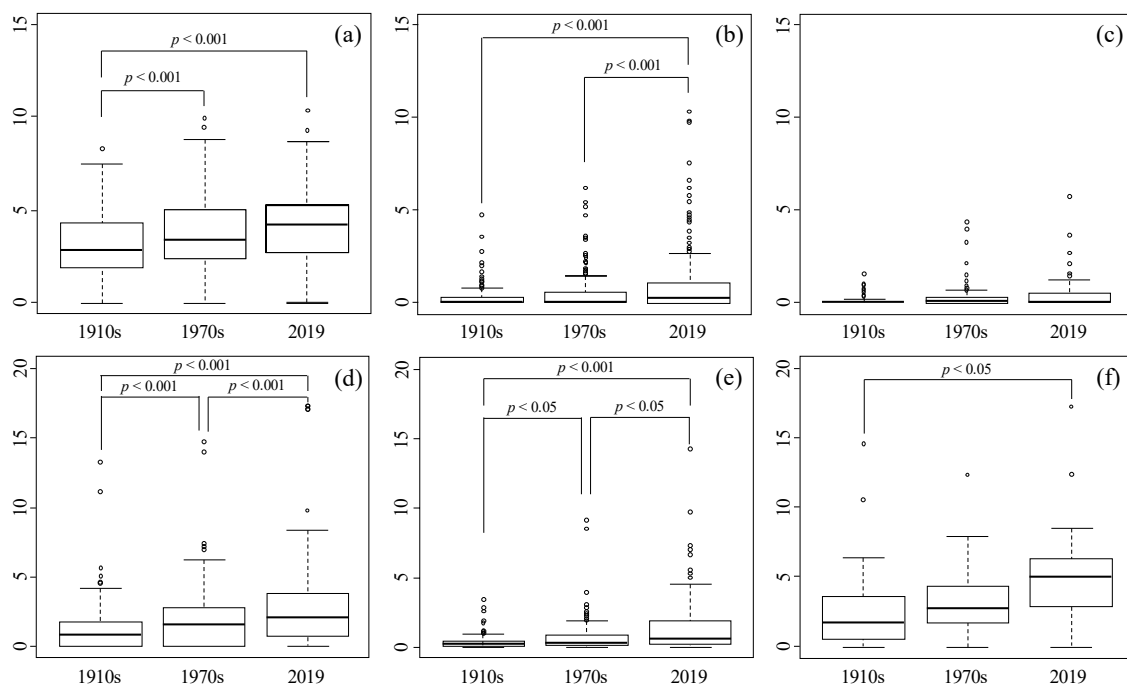 15
10
5
0
(a)
p < 0.001
p < 0.001
1910s 1970s 2019
15
10
5
0
(b)
p < 0.001
p < 0.001
1910s 1970s 2019
15
10
5
0
(c)
1910s 1970s 2019
20
15
10
5
0
(d)
p < 0.001
p < 0.001 p < 0.001
1910s 1970s 2019
20
15
10
5
0
(e)
p < 0.001
p < 0.05 p < 0.05
1910s 1970s 2019
20
15
10
5
0
(f)
p < 0.05
1910s 1970s 2019